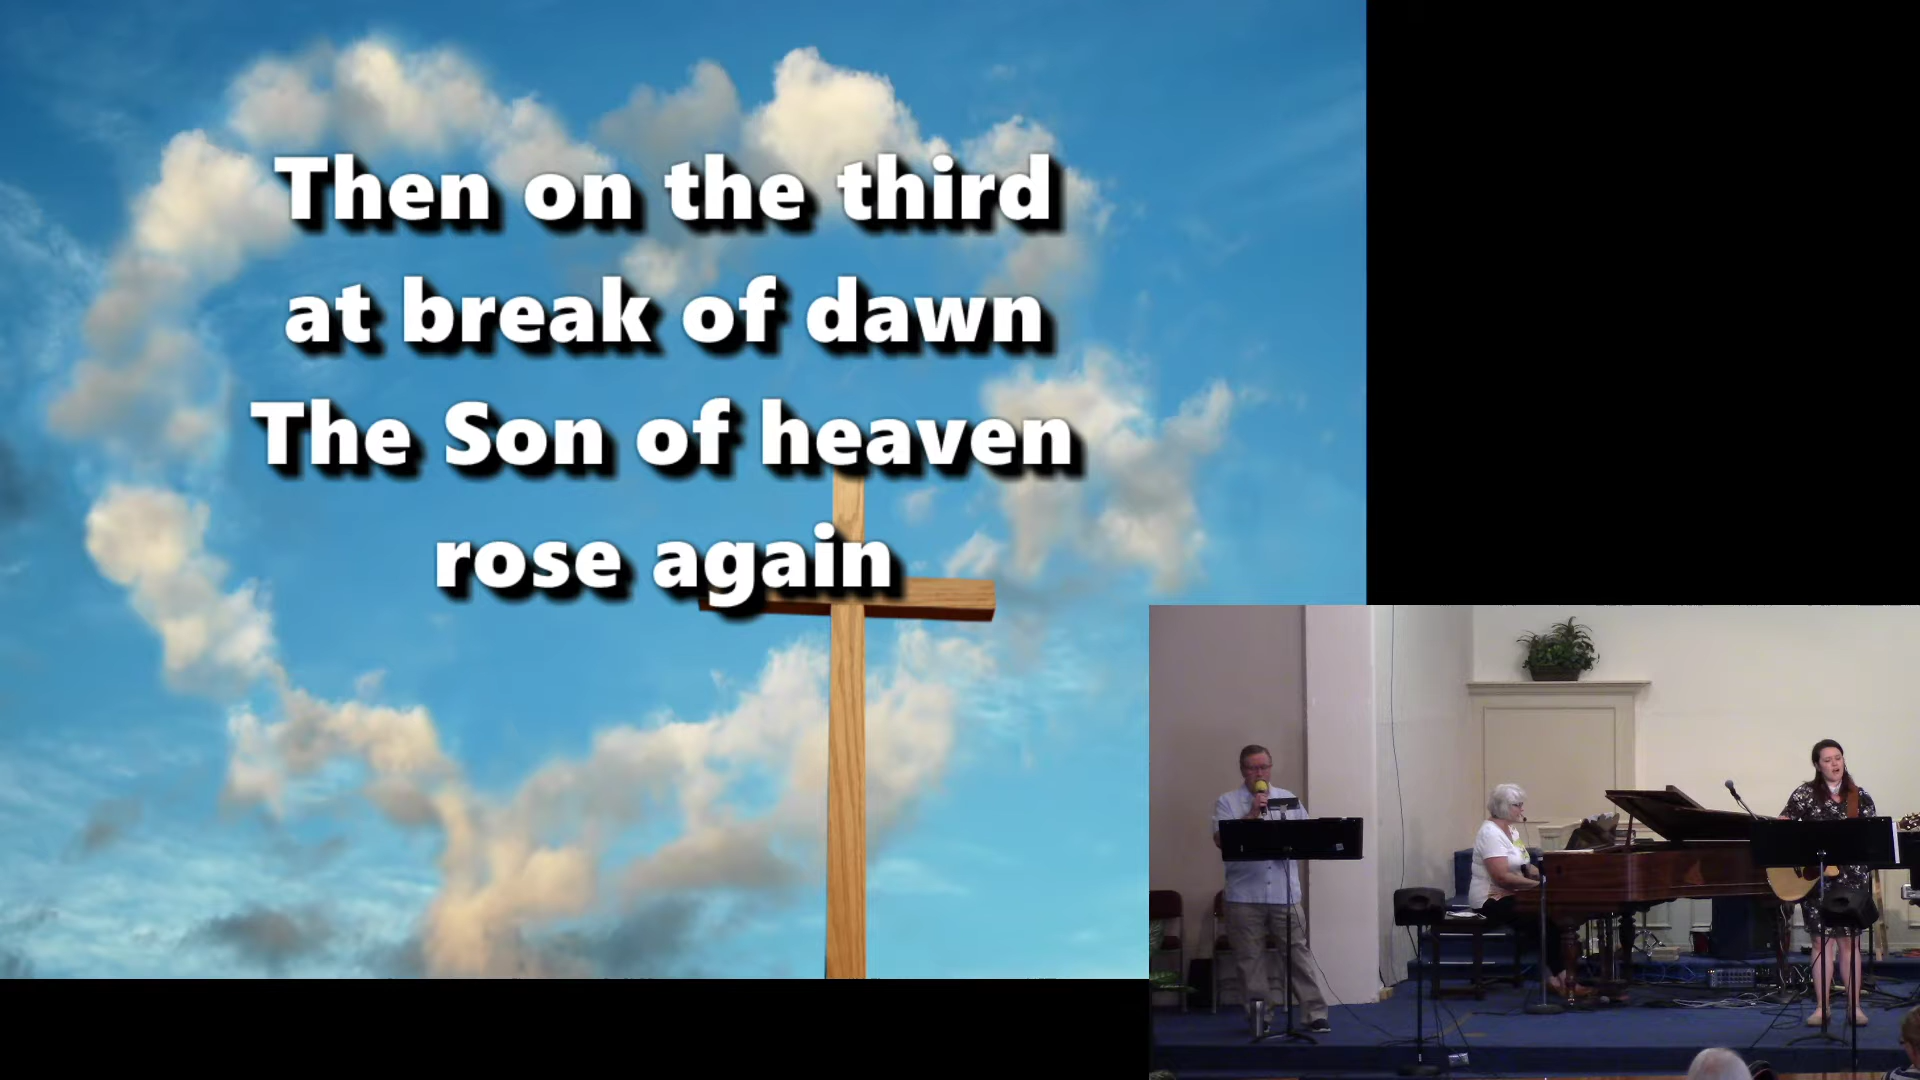 Then on the third
at break of dawn
The Son of heaven
rose again